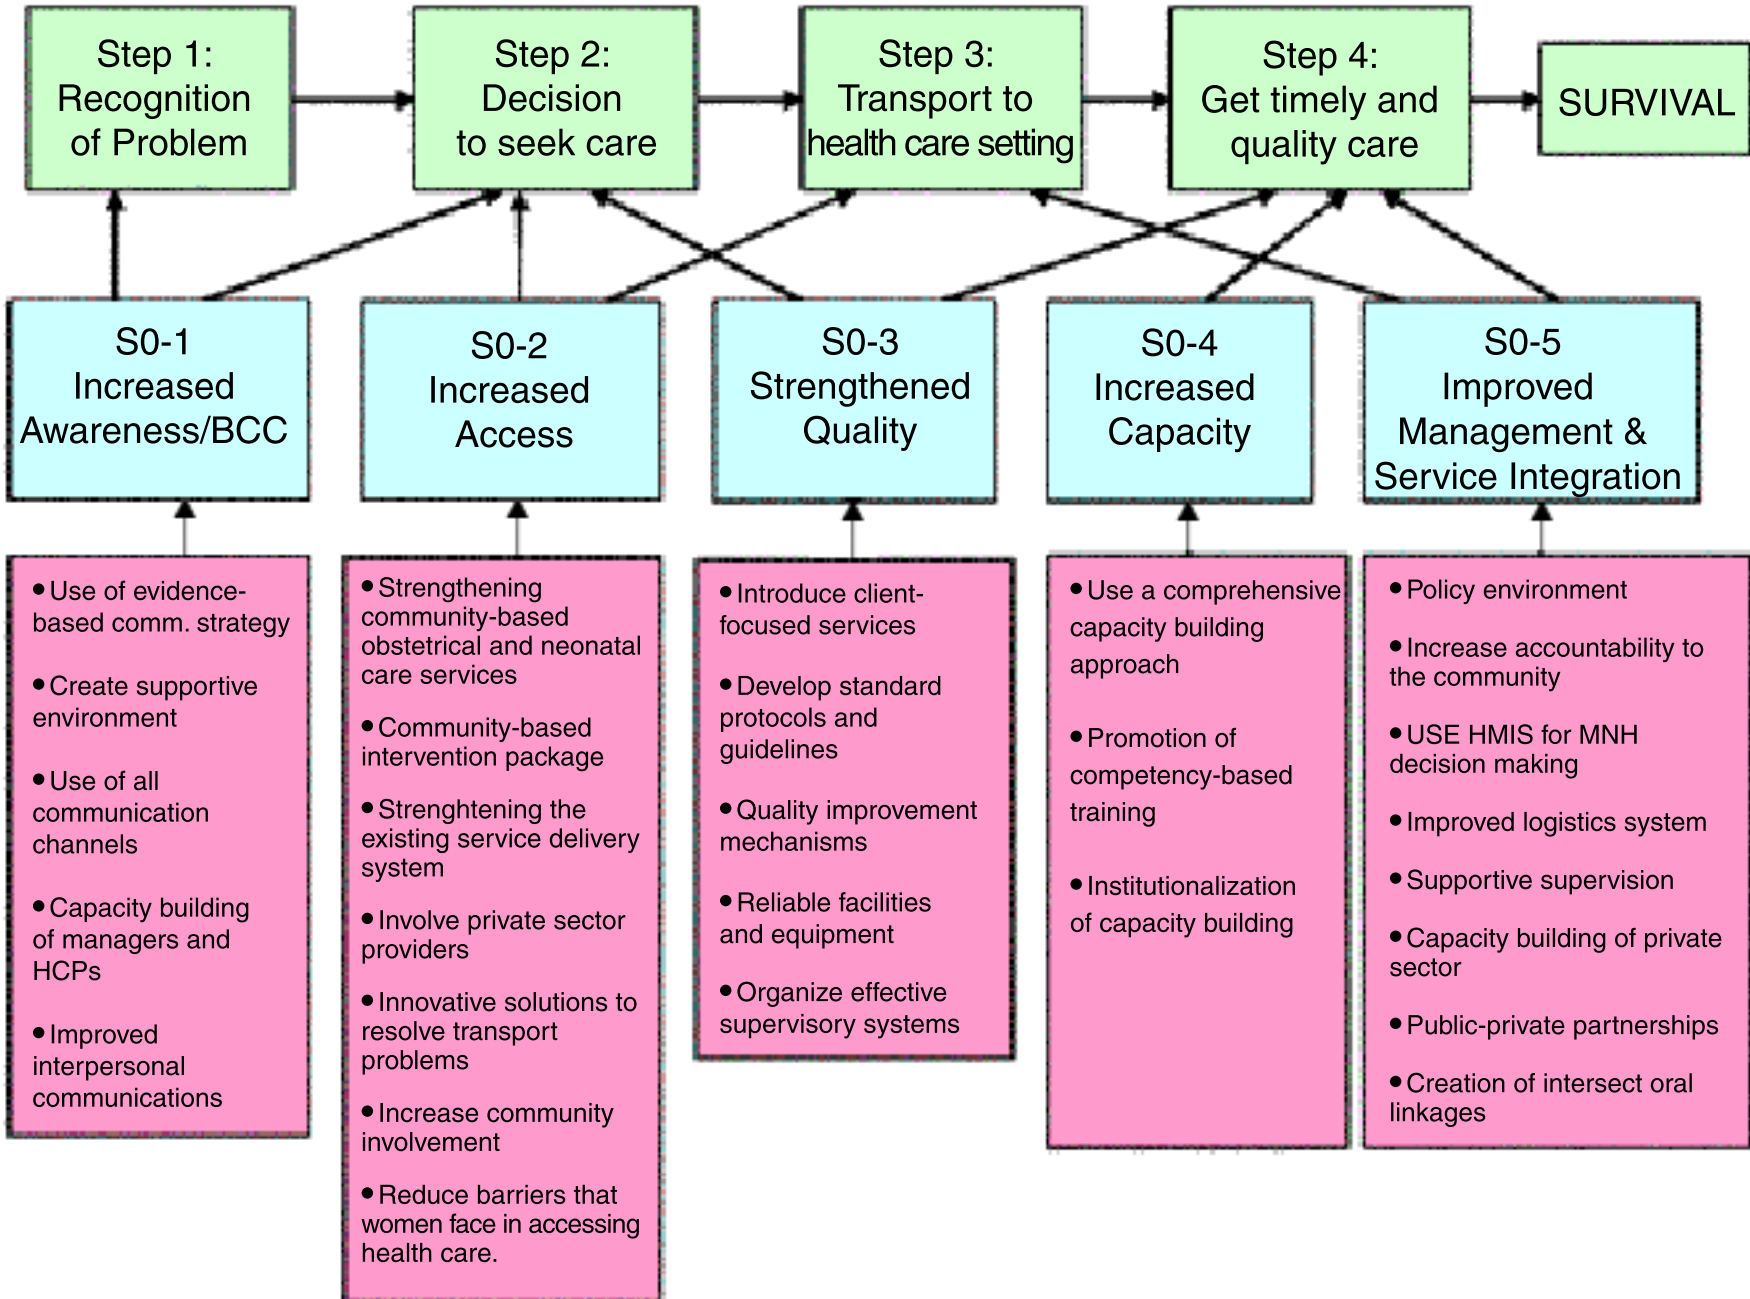 Step 1:
Recognition
of Problem
Step 2:
Decision
to seek care
Step 3:
Transport to
health care setting
Step 4:
Get timely and
quality care
SURVIVAL
S0-1
Increased
Awareness/BCC
S0-2
Increased
Access
S0-3
Strengthened
Quality
S0-4
Increased
Capacity
S0-5
Improved
Management &
Service Integration
•Use of evidence-
based comm. strategy
•Create supportive
environment
•Use of all
communication
channels
•Capacity building
of managers and
HCPs
•Improved
interpersonal
communications
•Strengthening
community-based
obstetrical and neonatal
care services
•Community-based
intervention package
•Strenghtening the
existing service delivery
system
•Involve private sector
providers
•Innovative solutions to
resolve transport
problems
•Increase community
involvement
•Reduce barriers that
women face in accessing
health care.
•Introduce client-
focused services
•Develop standard
protocols and
guidelines
•Quality improvement
mechanisms
•Reliable facilities
and equipment
•Organize effective
supervisory systems
•Use a comprehensive
capacity building
approach
•Promotion of
competency-based
training
•Institutionalization
of capacity building
•Policy environment
•Increase accountability to
the community
•USE HMIS for MNH
decision making
•Improved logistics system
•Supportive supervision
•Capacity building of private
sector
•Public-private partnerships
•Creation of intersect oral
linkages